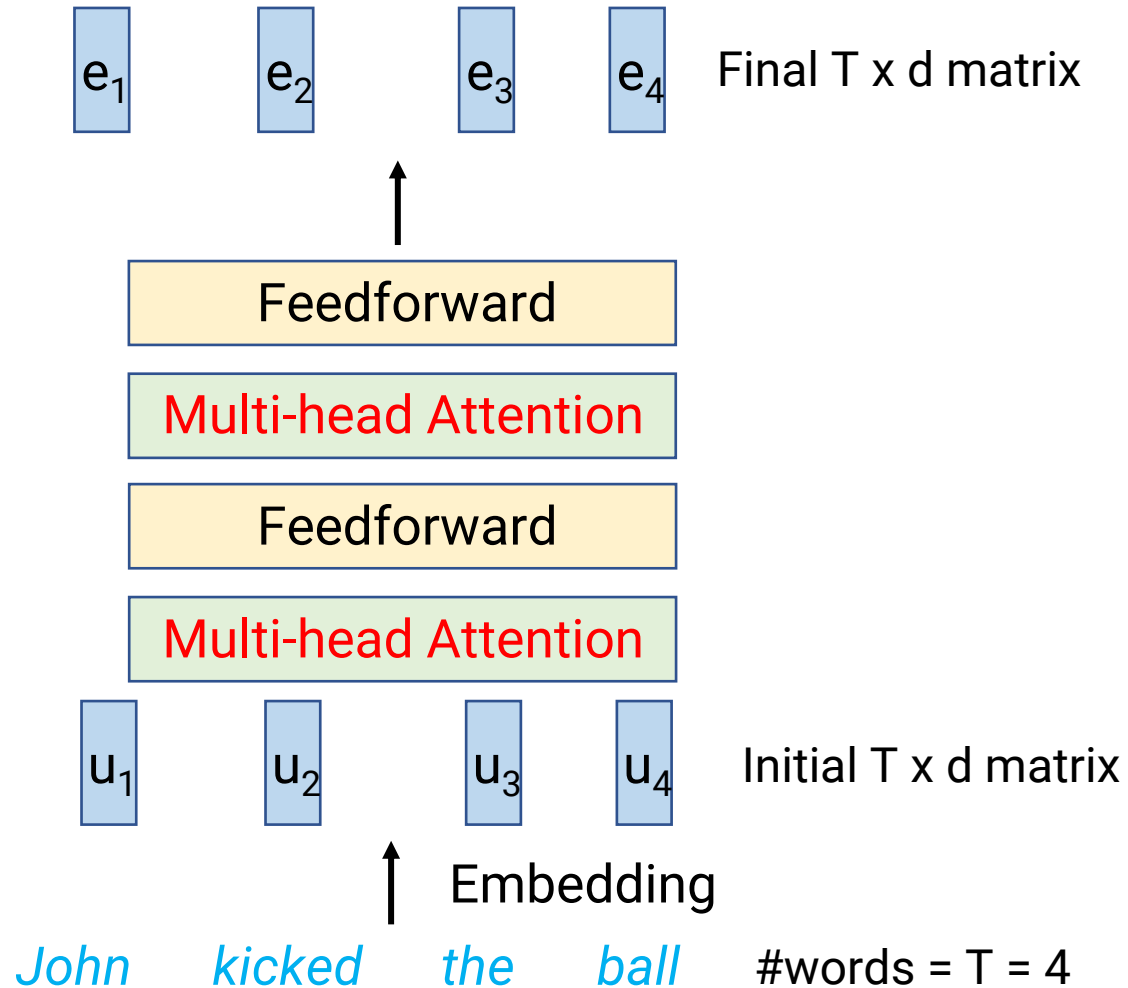 e₁ e₂ e₃ e₄ Final T x d matrix
Feedforward
Multi-head Attention
Feedforward
Multi-head Attention
u₁ u₂ u₃ u₄ Initial T x d matrix
Embedding
John kicked the ball #words = T = 4